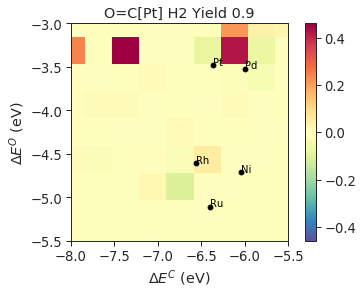 O=C[Pt] H2 Yield 0.9
−3.0
−3.5
−4.0
−4.5
−5.0
−5.5
ΔE^O (eV)
Pt
Pd
Rh
Ni
Ru
−8.0 −7.5 −7.0 −6.5 −6.0 −5.5
ΔE^C (eV)
0.4
0.2
0.0
−0.2
−0.4